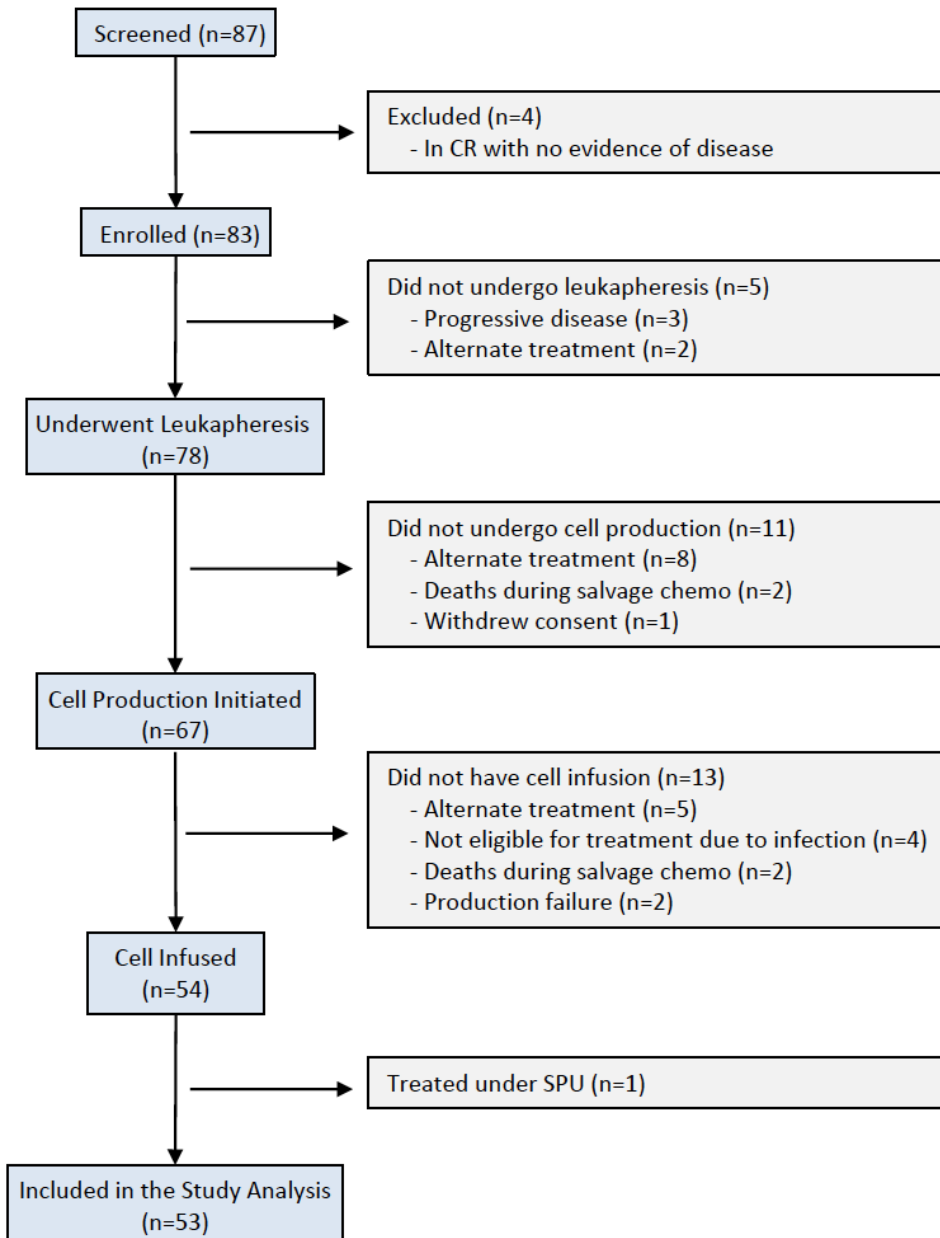 Screened (n=87)
Excluded (n=4)
- In CR with no evidence of disease
Enrolled (n=83)
Did not undergo leukapheresis (n=5)
- Progressive disease (n=3)
- Alternate treatment (n=2)
Underwent Leukapheresis
(n=78)
Did not undergo cell production (n=11)
- Alternate treatment (n=8)
- Deaths during salvage chemo (n=2)
- Withdrew consent (n=1)
Cell Production Initiated
(n=67)
Did not have cell infusion (n=13)
- Alternate treatment (n=5)
- Not eligible for treatment due to infection (n=4)
- Deaths during salvage chemo (n=2)
- Production failure (n=2)
Cell Infused
(n=54)
Treated under SPU (n=1)
Included in the Study Analysis
(n=53)